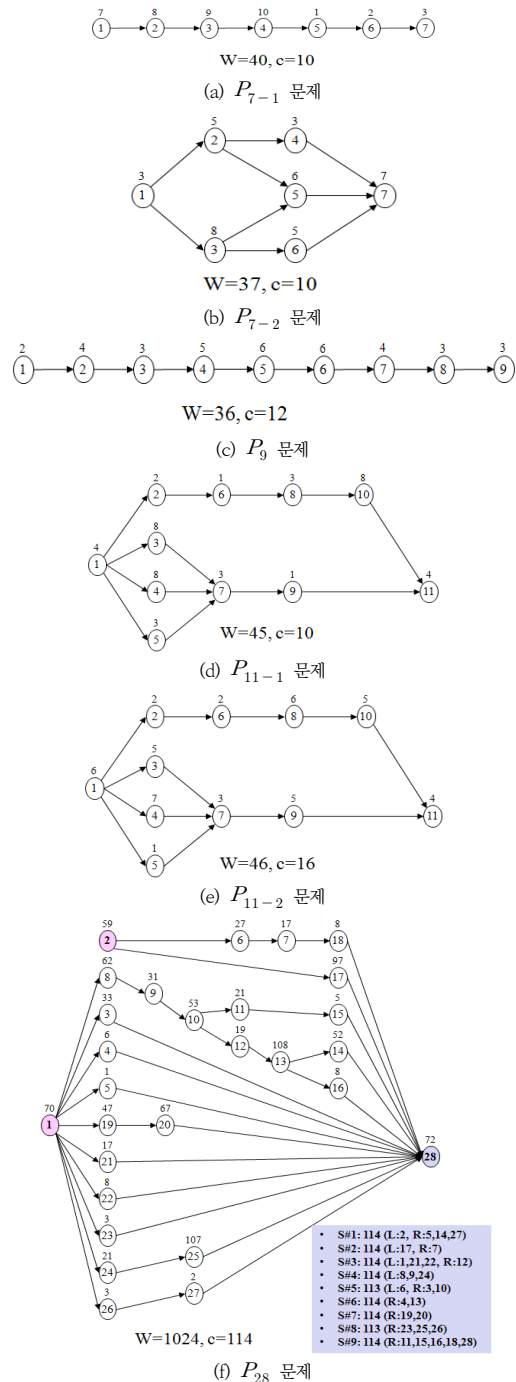 7 8 9 10 1 2 3
1 2 3 4 5 6 7
W=40, c=10
(a) P7−1 문제
5 3
2 4
3 6 7
1 5 7
8 5
3 6
W=37, c=10
(b) P7−2 문제
2 4 3 5 6 6 4 3 3
1 2 3 4 5 6 7 8 9
W=36, c=12
(c) P9 문제
2 1 3 8
2 6 8 10
8
3
4 8 3 1 4
1 4 7 9 11
3
5
W=45, c=10
(d) P11−1 문제
2 2 6 5
2 6 8 10
5
3
6 7 3 5 4
1 4 7 9 11
1
5
W=46, c=16
(e) P11−2 문제
59 27 17 8
2 6 7 18
62 97
8 31 17
9 53 21
33 10 11 5
3 19 15
6 12 108 52
4 13 14
1 8
5 16
70 47 67 72
1 19 20 28
17
21
8
22
3
23
21 107
24 25
3 2
26 27
• S#1: 114 (L:2, R:5,14,27)
• S#2: 114 (L:17, R:7)
• S#3: 114 (L:1,21,22, R:12)
• S#4: 114 (L:8,9,24)
• S#5: 113 (L:6, R:3,10)
• S#6: 114 (R:4,13)
• S#7: 114 (R:19,20)
• S#8: 113 (R:23,25,26)
• S#9: 114 (R:11,15,16,18,28)
W=1024, c=114
(f) P28 문제